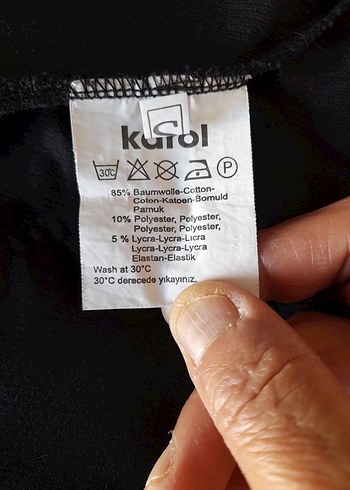 S
karol
30°C P
85% Baumwolle-Cotton-
Coton-Katoen-Bomuld
Pamuk
10% Polyester, Polyester,
Polyester, Polyester,
5 % Lycra-Lycra-Licra
Lycra-Lycra-Lycra
Elastan-Elastik
Wash at 30°C
30°C derecede yıkayınız.